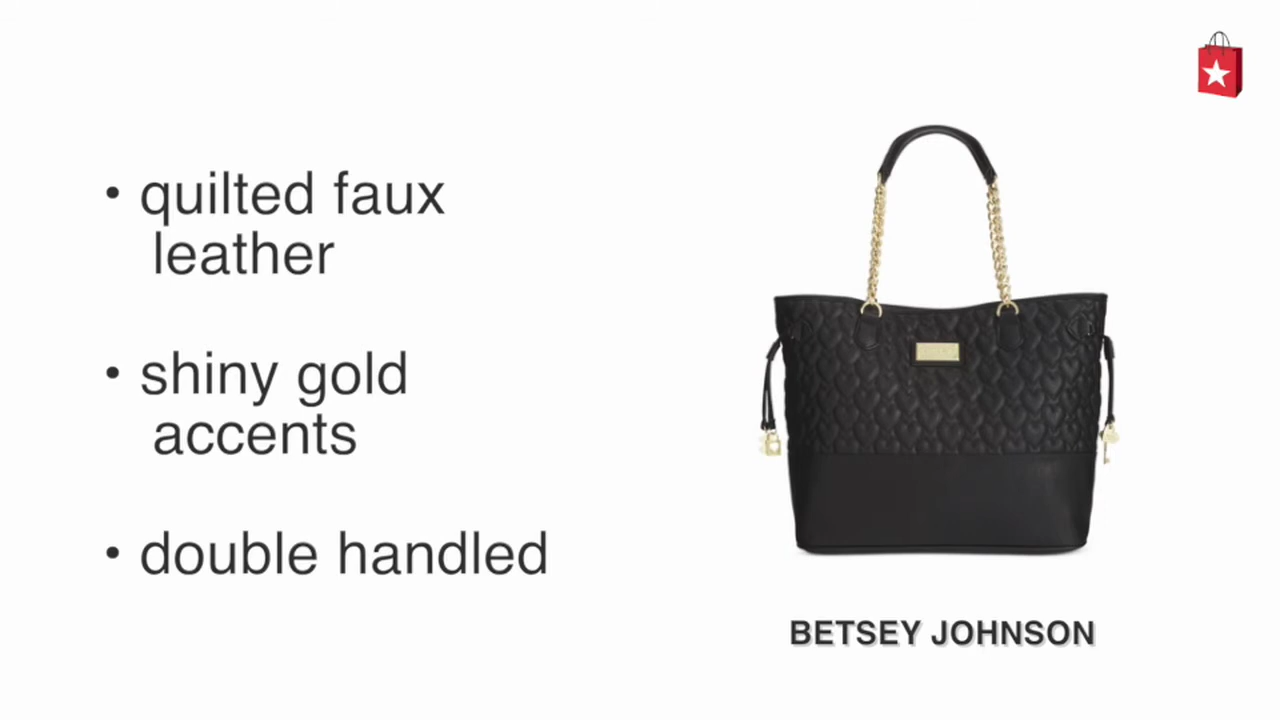 • quilted faux
leather
• shiny gold
accents
• double handled
BETSEY JOHNSON